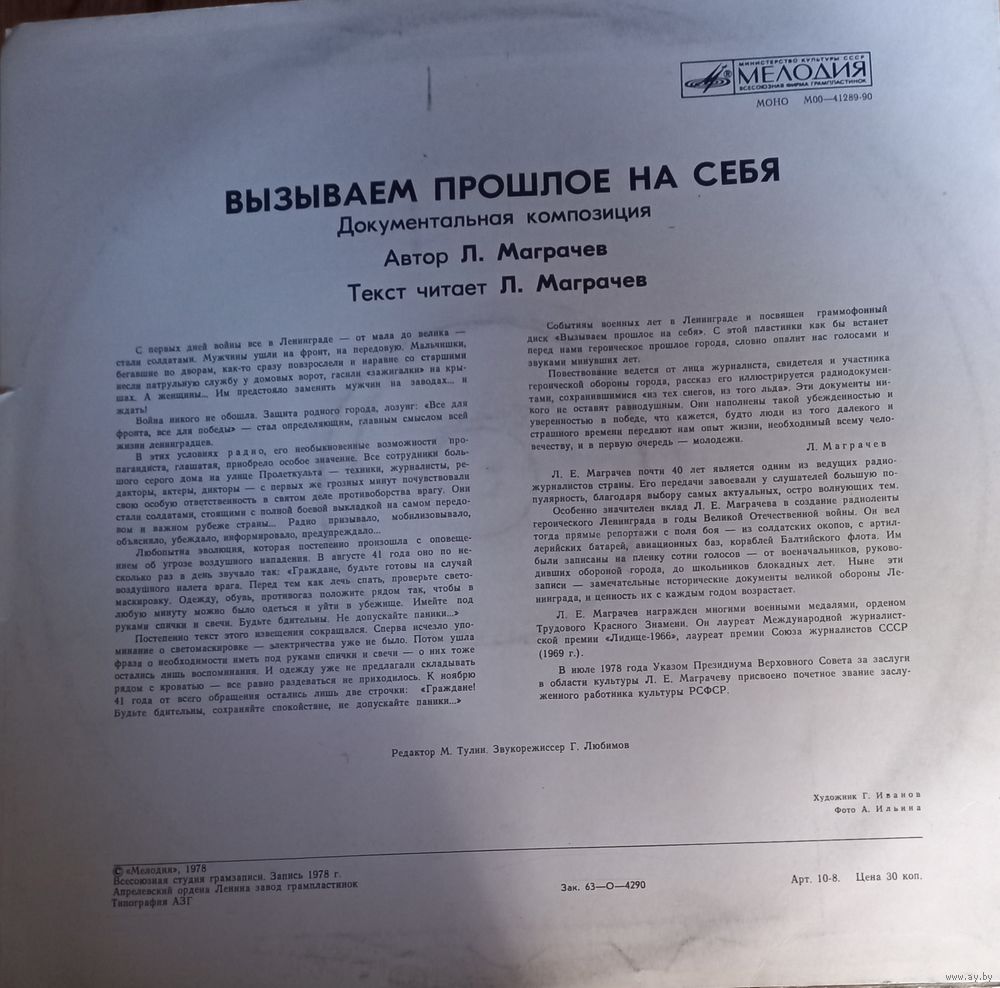 МИНИСТЕРСТВО КУЛЬТУРЫ СССР
МЕЛОДИЯ
ВСЕСОЮЗНАЯ ФИРМА ГРАМПЛАСТИНОК
МОНО М00—41289-90
ВЫЗЫВАЕМ ПРОШЛОЕ НА СЕБЯ
Документальная композиция
Автор Л. Маграчев
Текст читает Л. Маграчев
С первых дней войны все в Ленинграде — от мала до велика —
стали солдатами. Мужчины ушли на фронт, на передовую. Мальчишки,
бегавшие по дворам, как-то сразу повзрослели и наравне со старшими
несли патрульную службу у домовых ворот, гасили «зажигалки» на кры-
шах. А женщины... Им предстояло заменить мужчин на заводах... и
ждать!
Война никого не обошла. Защита родного города, лозунг: «Все для
фронта, все для победы» — стал определяющим, главным смыслом всей
жизни ленинградцев.
В этих условиях радио, его необыкновенные возможности про-
пагандиста, глашатая, приобрело особое значение. Все сотрудники боль-
шого серого дома на улице Пролеткульта — техники, журналисты, ре-
дакторы, актеры, дикторы — с первых же грозных минут почувствовали
свою особую ответственность в святом деле противоборства врагу. Они
стали солдатами, стоящими с полной боевой выкладкой на самом передо-
вом и важном рубеже страны... Радио призывало, мобилизовывало,
объясняло, убеждало, информировало, предупреждало...
Любопытна эволюция, которая постепенно произошла с оповеще-
нием об угрозе воздушного нападения. В августе 41 года оно по не-
сколько раз в день звучало так: «Граждане, будьте готовы на случай
воздушного налета врага. Перед тем как лечь спать, проверьте свето-
маскировку. Одежду, обувь, противогаз положите рядом так, чтобы в
любую минуту можно было одеться и уйти в убежище. Имейте под
руками спички и свечи. Будьте бдительны. Не допускайте паники...»
Постепенно текст этого извещения сокращался. Сперва исчезло упо-
минание о светомаскировке — электричества уже не было. Потом ушла
фраза о необходимости иметь под руками спички и свечи — о них тоже
остались лишь воспоминания. И одежду уже не предлагали складывать
рядом с кроватью — все равно раздеваться не приходилось. К ноябрю
41 года от всего обращения остались лишь две строчки: «Граждане!
Будьте бдительны, сохраняйте спокойствие, не допускайте паники...»
Событиям военных лет в Ленинграде и посвящен граммофонный
диск «Вызываем прошлое на себя». С этой пластинки как бы встанет
перед нами героическое прошлое города, словно опалит нас голосами и
звуками минувших лет.
Повествование ведется от лица журналиста, свидетеля и участника
героической обороны города, рассказ его иллюстрируется радиодокумен-
тами, сохранившимися «из тех снегов, из того льда». Эти документы ни-
кого не оставят равнодушным. Они наполнены такой убежденностью и
уверенностью в победе, что кажется, будто люди из того далекого и
страшного времени передают нам опыт жизни, необходимый всему чело-
вечеству, и в первую очередь — молодежи.
Л. Маграчев
Л. Е. Маграчев почти 40 лет является одним из ведущих радио-
журналистов страны. Его передачи завоевали у слушателей большую по-
пулярность, благодаря выбору самых актуальных, остро волнующих тем.
Особенно значителен вклад Л. Е. Маграчева в создание радиоленты
героического Ленинграда в годы Великой Отечественной войны. Он вел
тогда прямые репортажи с поля боя — из солдатских окопов, с артил-
лерийских батарей, авиационных баз, кораблей Балтийского флота. Им
были записаны на пленку сотни голосов — от военачальников, руково-
дивших обороной города, до школьников блокадных лет. Ныне эти
записи — замечательные исторические документы великой обороны Ле-
нинграда, и ценность их с каждым годом возрастает.
Л. Е. Маграчев награжден многими военными медалями, орденом
Трудового Красного Знамени. Он лауреат Международной журналист-
ской премии «Лидице-1966», лауреат премии Союза журналистов СССР
(1969 г.).
В июле 1978 года Указом Президиума Верховного Совета за заслуги
в области культуры Л. Е. Маграчеву присвоено почетное звание заслу-
женного работника культуры РСФСР.
Редактор М. Тулин. Звукорежиссер Г. Любимов
Художник Г. Иванов
Фото А. Ильина
© «Мелодия», 1978
Всесоюзная студия грамзаписи. Запись 1978 г.
Апрелевский ордена Ленина завод грампластинок
Типография АЗГ
Зак. 63—О—4290
Арт. 10-8. Цена 30 коп.
www.ay.by